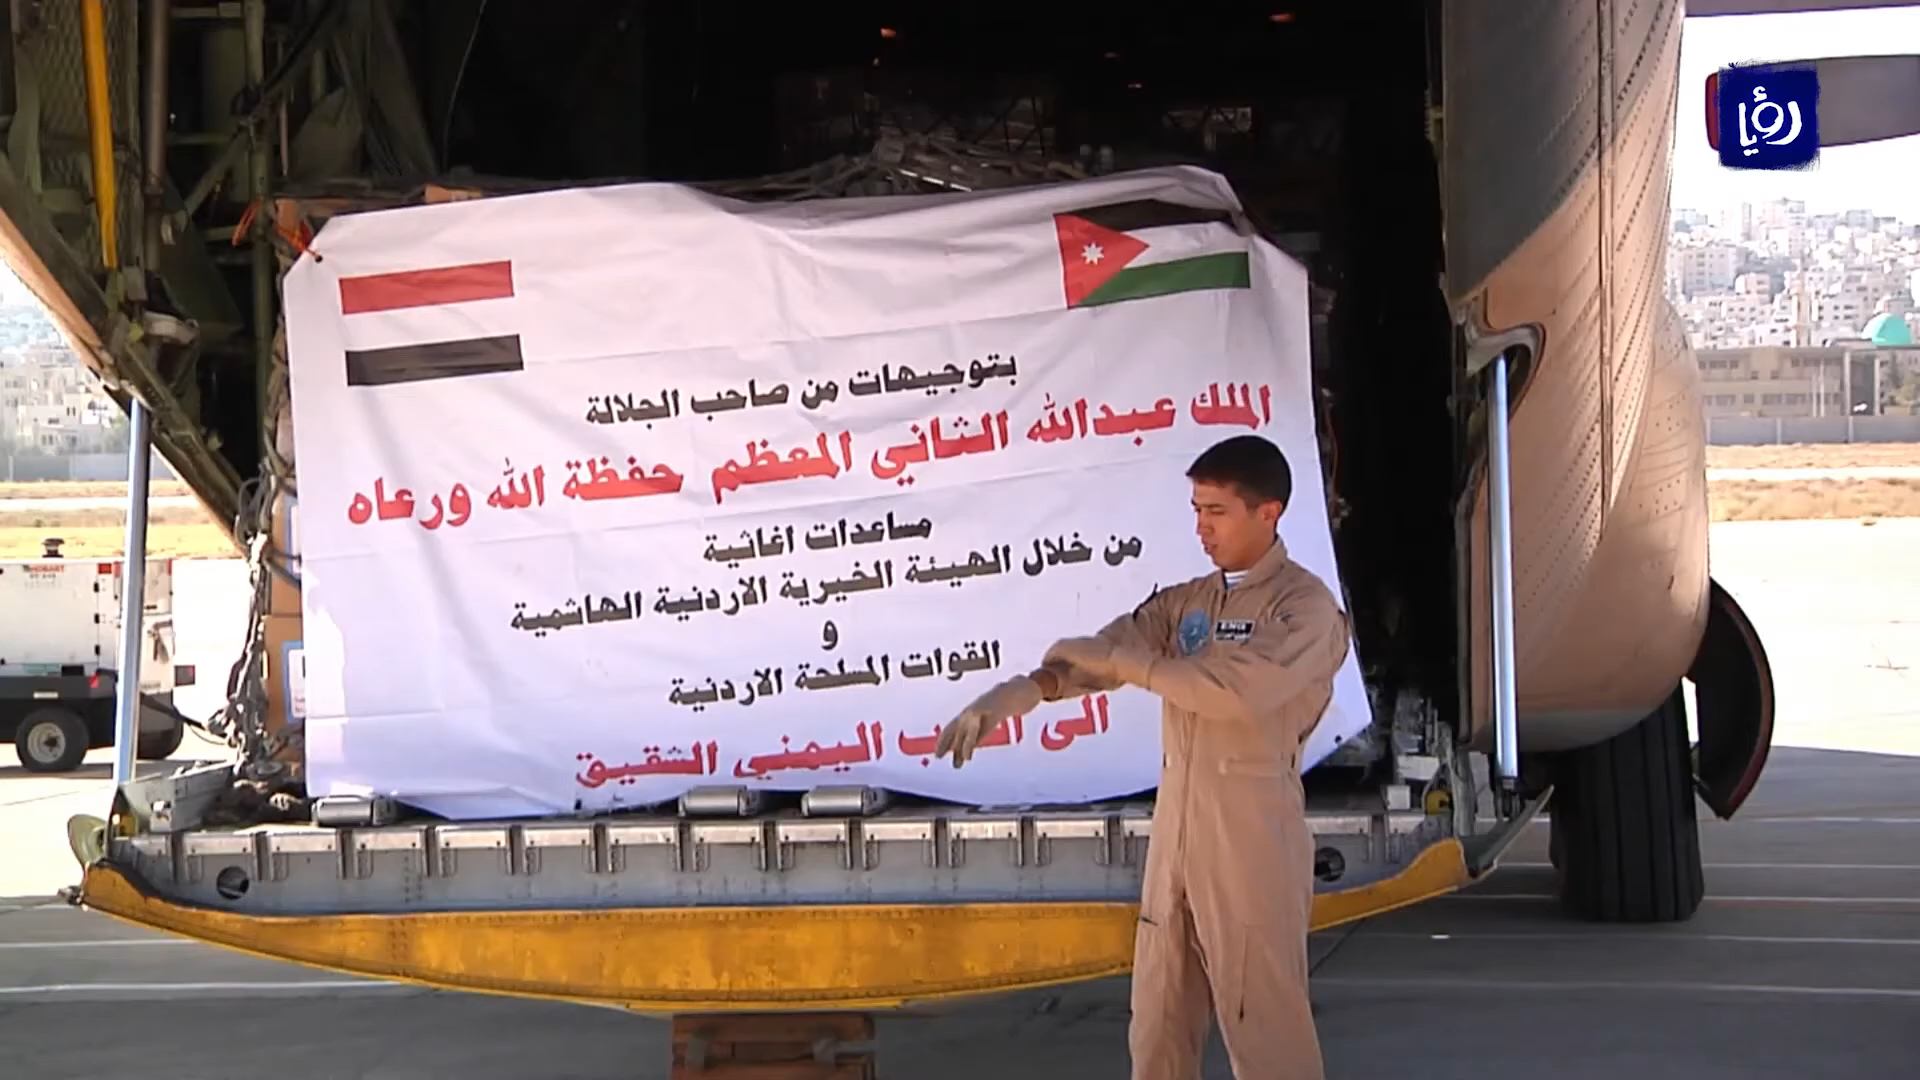 رؤيا
بتوجيهات من صاحب الجلالة
الملك عبدالله الثاني المعظم حفظة الله ورعاه
مساعدات اغاثية
من خلال الهيئة الخيرية الاردنية الهاشمية
و
القوات المسلحة الاردنية
الى اليمني الشقيق
HOBART